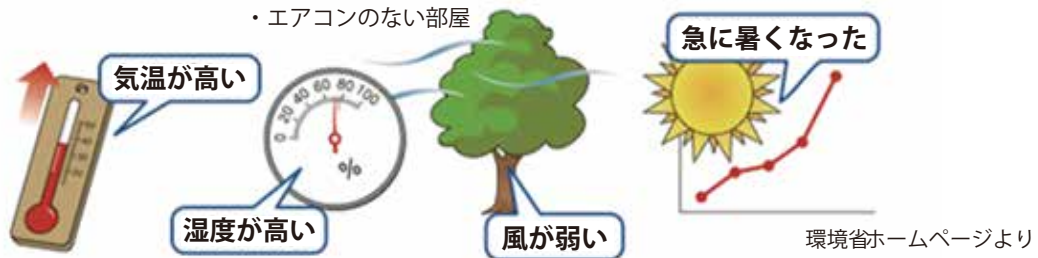 ・エアコンのない部屋
気温が高い
0 20 40 60 80 100
%
湿度が高い
風が弱い
急に暑くなった
環境省ホームページより